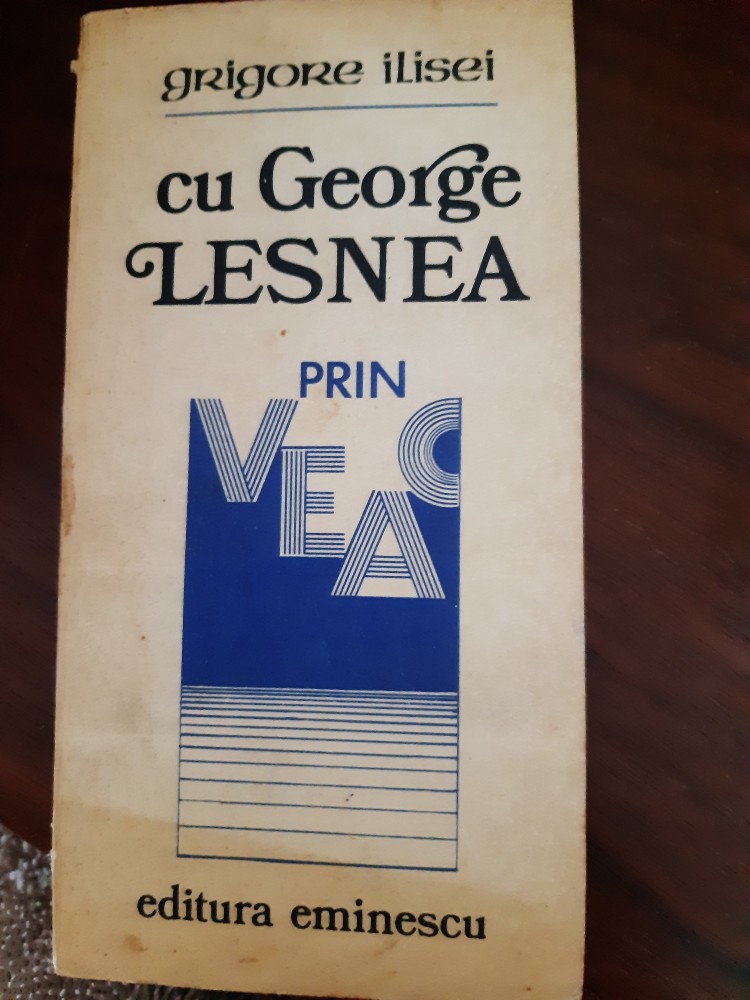 grigore ilisei
cu George
LESNEA
PRIN
VEAC
editura eminescu